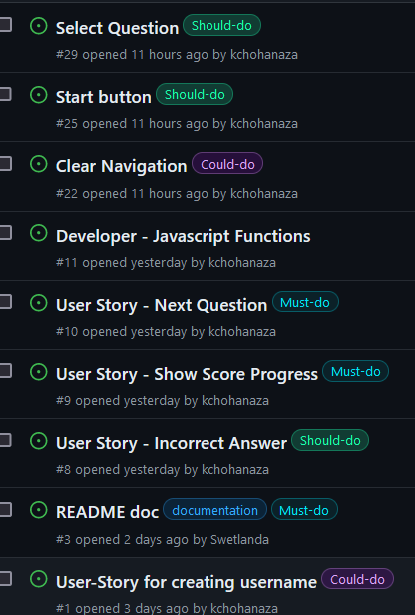 Select Question Should-do
#29 opened 11 hours ago by kchohanaza
Start button Should-do
#25 opened 11 hours ago by kchohanaza
Clear Navigation Could-do
#22 opened 11 hours ago by kchohanaza
Developer - Javascript Functions
#11 opened yesterday by kchohanaza
User Story - Next Question Must-do
#10 opened yesterday by kchohanaza
User Story - Show Score Progress Must-do
#9 opened yesterday by kchohanaza
User Story - Incorrect Answer Should-do
#8 opened yesterday by kchohanaza
README doc documentation Must-do
#3 opened 2 days ago by Swetlanda
User-Story for creating username Could-do
#1 opened 3 days ago by kchohanaza